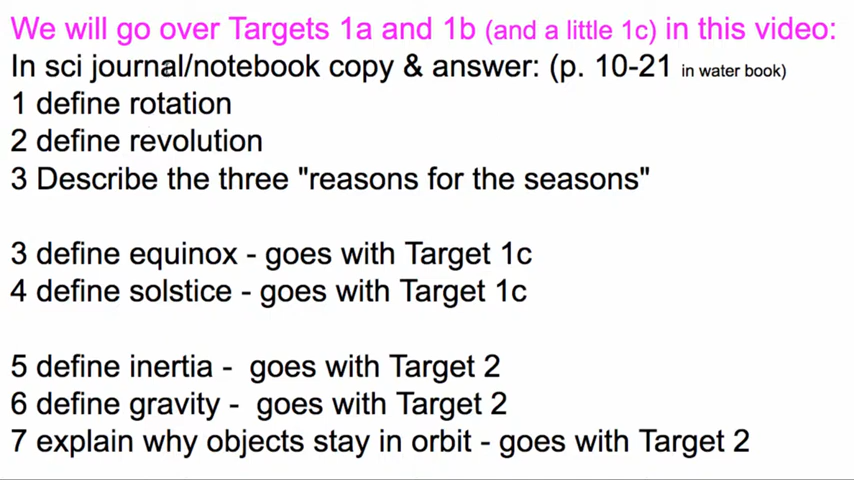 We will go over Targets 1a and 1b (and a little 1c) in this video:
In sci journal/notebook copy & answer: (p. 10-21 in water book)
1 define rotation
2 define revolution
3 Describe the three "reasons for the seasons"
3 define equinox - goes with Target 1c
4 define solstice - goes with Target 1c
5 define inertia - goes with Target 2
6 define gravity - goes with Target 2
7 explain why objects stay in orbit - goes with Target 2